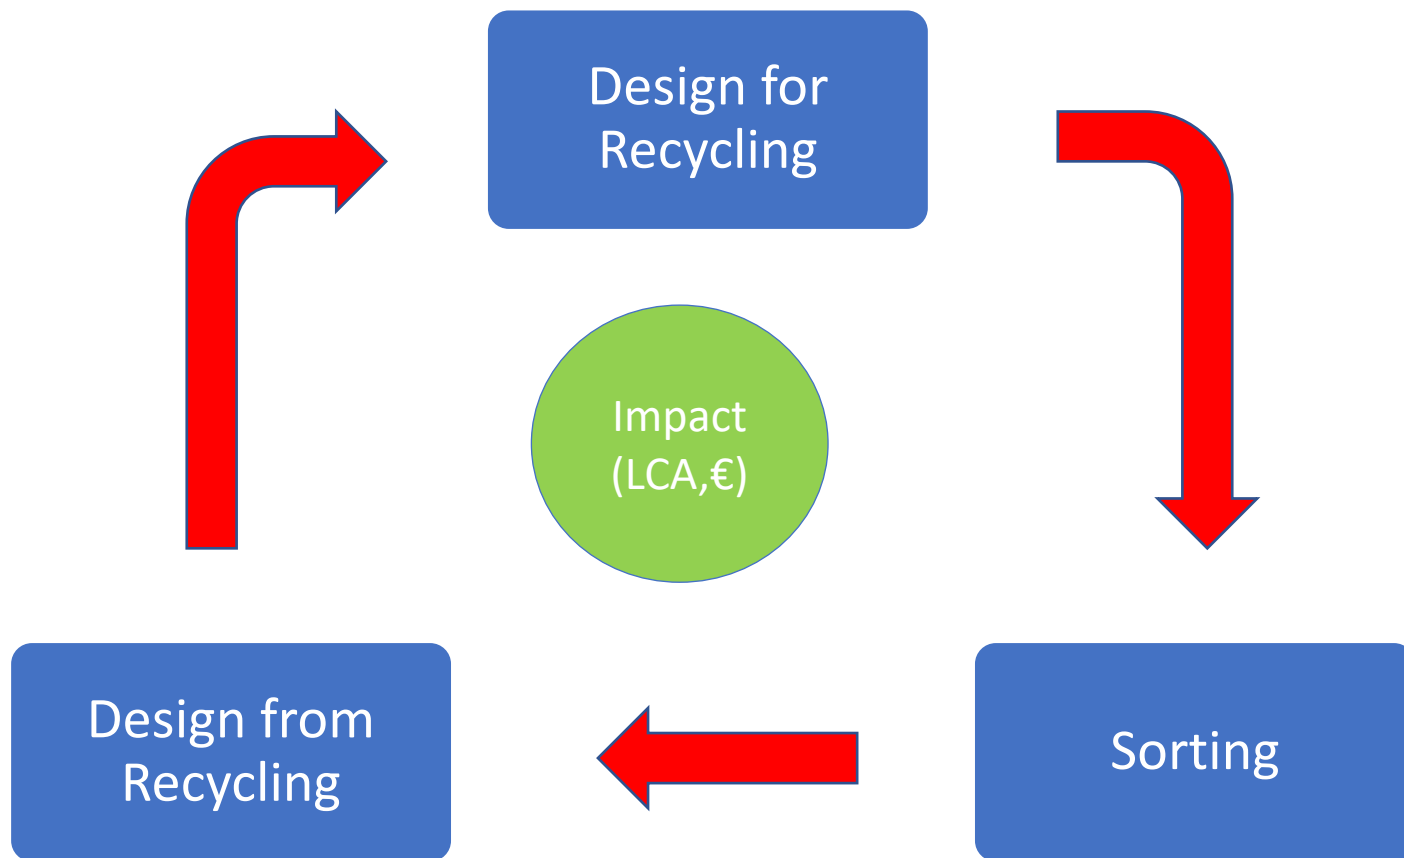 Design for
Recycling
Impact
(LCA,€)
Design from
Recycling
Sorting